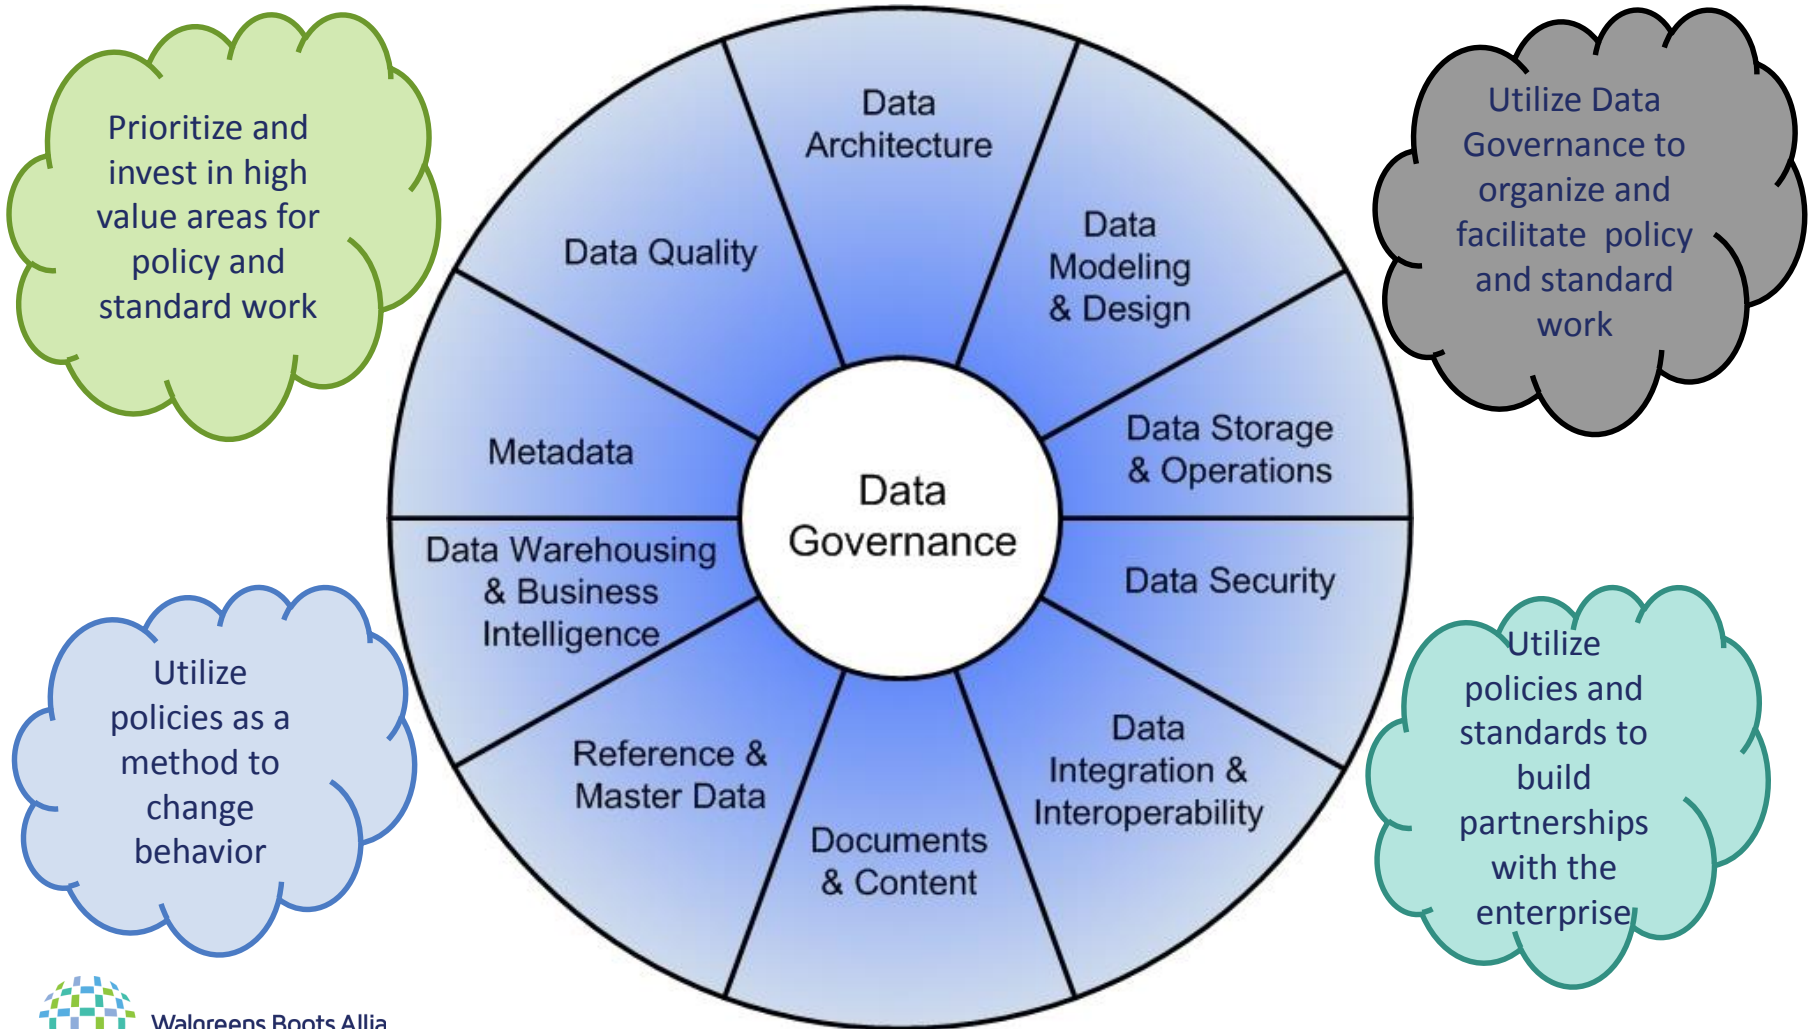 Prioritize and
invest in high
value areas for
policy and
standard work
Data
Architecture
Utilize Data
Governance to
organize and
facilitate policy
and standard
work
Data Quality
Data
Modeling
& Design
Metadata
Data Storage
& Operations
Data
Governance
Data Warehousing
& Business
Intelligence
Data Security
Reference &
Master Data
Data
Integration &
Interoperability
Documents
& Content
Utilize
policies as a
method to
change
behavior
Utilize
policies and
standards to
build
partnerships
with the
enterprise
Walgreens Boots Allia